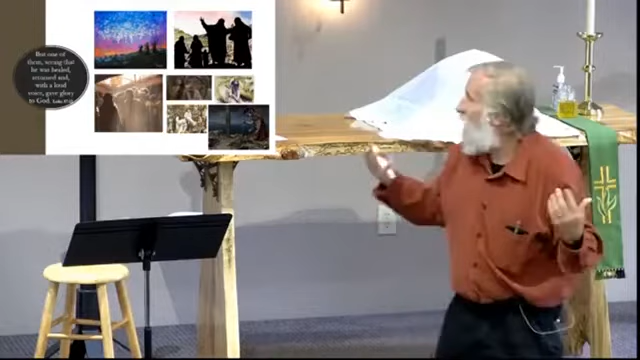 But one of
them, seeing that
he was healed,
returned and,
with a loud
voice, gave glory
to God.